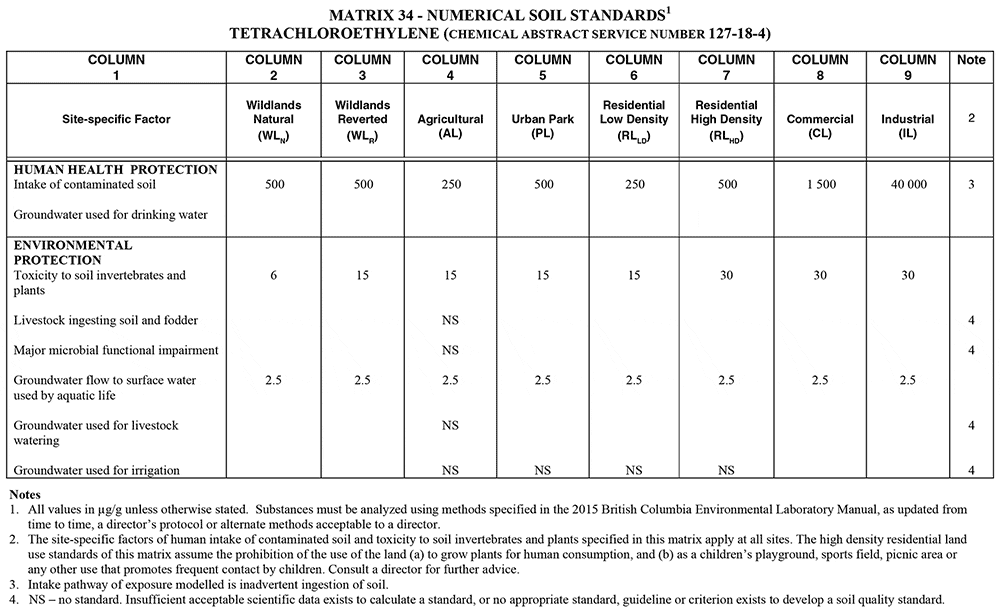 MATRIX 34 - NUMERICAL SOIL STANDARDS1
TETRACHLOROETHYLENE (CHEMICAL ABSTRACT SERVICE NUMBER 127-18-4)
COLUMN 1 COLUMN 2 COLUMN 3 COLUMN 4 COLUMN 5 COLUMN 6 COLUMN 7 COLUMN 8 COLUMN 9 Note
Site-specific Factor Wildlands Natural (WLN) Wildlands Reverted (WLR) Agricultural (AL) Urban Park (PL) Residential Low Density (RLLD) Residential High Density (RLHD) Commercial (CL) Industrial (IL) 2
HUMAN HEALTH PROTECTION
Intake of contaminated soil 500 500 250 500 250 500 1 500 40 000 3
Groundwater used for drinking water
ENVIRONMENTAL
PROTECTION
Toxicity to soil invertebrates and 6 15 15 15 15 30 30 30
plants
Livestock ingesting soil and fodder NS 4
Major microbial functional impairment NS 4
Groundwater flow to surface water 2.5 2.5 2.5 2.5 2.5 2.5 2.5 2.5
used by aquatic life
Groundwater used for livestock NS 4
watering
Groundwater used for irrigation NS NS NS NS 4
Notes
1. All values in µg/g unless otherwise stated. Substances must be analyzed using methods specified in the 2015 British Columbia Environmental Laboratory Manual, as updated from
time to time, a director's protocol or alternate methods acceptable to a director.
2. The site-specific factors of human intake of contaminated soil and toxicity to soil invertebrates and plants specified in this matrix apply at all sites. The high density residential land
use standards of this matrix assume the prohibition of the use of the land (a) to grow plants for human consumption, and (b) as a children's playground, sports field, picnic area or
any other use that promotes frequent contact by children. Consult a director for further advice.
3. Intake pathway of exposure modelled is inadvertent ingestion of soil.
4. NS – no standard. Insufficient acceptable scientific data exists to calculate a standard, or no appropriate standard, guideline or criterion exists to develop a soil quality standard.